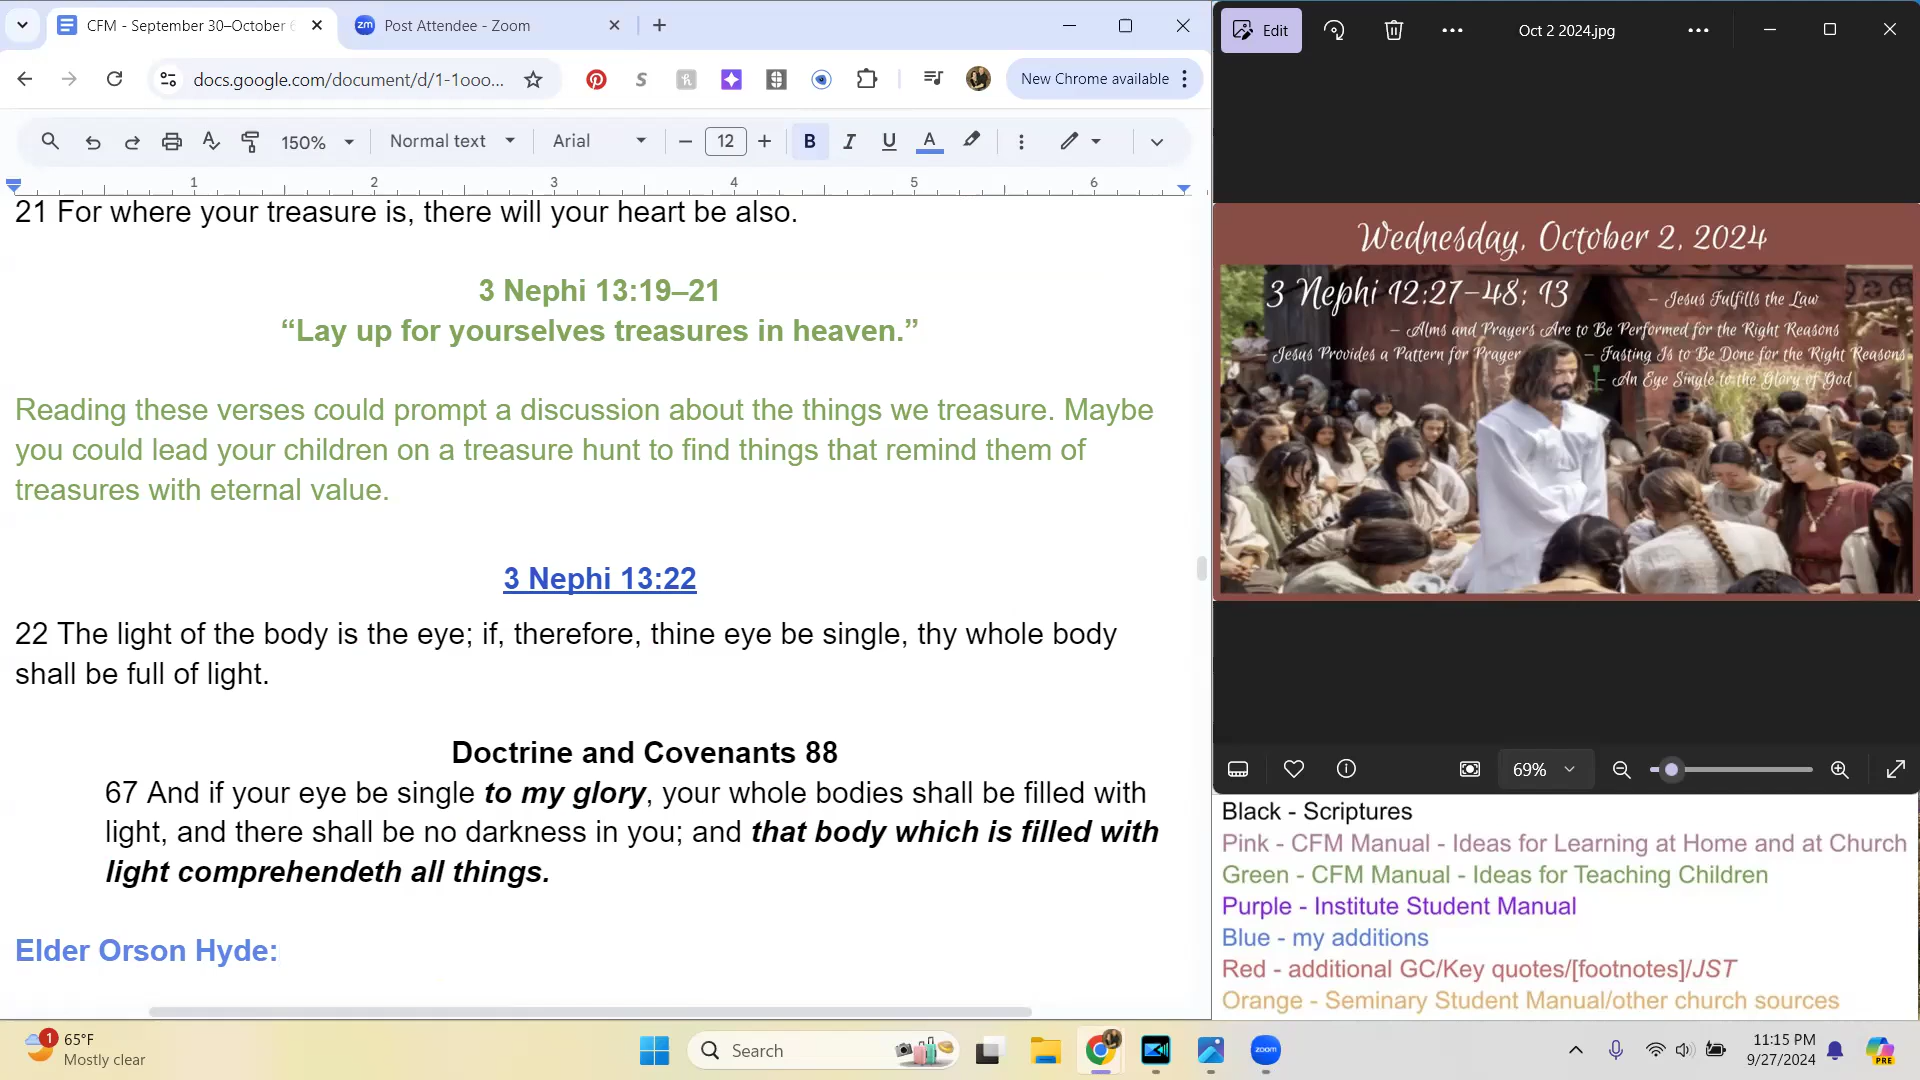 CFM - September 30–October 6
Post Attendee - Zoom
docs.google.com/document/d/1-1ooo...
New Chrome available
150%
Normal text
Arial
12
B
I
U
A
1
2
3
4
5
6
21 For where your treasure is, there will your heart be also.
3 Nephi 13:19–21
“Lay up for yourselves treasures in heaven.”
Reading these verses could prompt a discussion about the things we treasure. Maybe
you could lead your children on a treasure hunt to find things that remind them of
treasures with eternal value.
3 Nephi 13:22
22 The light of the body is the eye; if, therefore, thine eye be single, thy whole body
shall be full of light.
Doctrine and Covenants 88
67 And if your eye be single to my glory, your whole bodies shall be filled with
light, and there shall be no darkness in you; and that body which is filled with
light comprehendeth all things.
Elder Orson Hyde:
Edit
Oct 2 2024.jpg
Wednesday, October 2, 2024
3 Nephi 12:27–48; 13
– Jesus Fulfills the Law
– Alms and Prayers Are to Be Performed for the Right Reasons
– Jesus Provides a Pattern for Prayer
– Fasting Is to Be Done for the Right Reasons
– An Eye Single to the Glory of God
69%
Black - Scriptures
Pink - CFM Manual - Ideas for Learning at Home and at Church
Green - CFM Manual - Ideas for Teaching Children
Purple - Institute Student Manual
Blue - my additions
Red - additional GC/Key quotes/[footnotes]/JST
Orange - Seminary Student Manual/other church sources
1
65°F
Mostly clear
Search
zoom
11:15 PM
9/27/2024
PRE